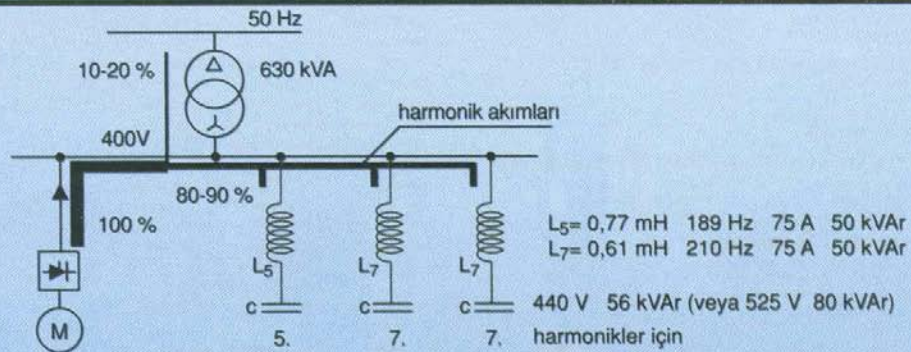 50 Hz
10-20 %
630 kVA
harmonik akımları
400V
80-90 %
100 %
L5= 0,77 mH 189 Hz 75 A 50 kVAr
L7= 0,61 mH 210 Hz 75 A 50 kVAr
L5 L7 L7
C C C 440 V 56 kVAr (veya 525 V 80 kVAr)
M 5. 7. 7. harmonikler için